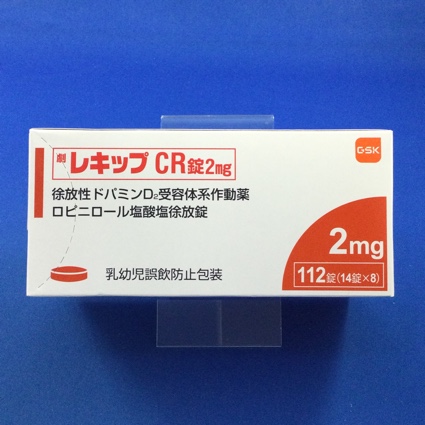 劇 レキップ CR錠2mg
GSK
徐放性ドパミンD₂受容体系作動薬
ロピニロール塩酸塩徐放錠
2mg
112錠(14錠×8)
乳幼児誤飲防止包装